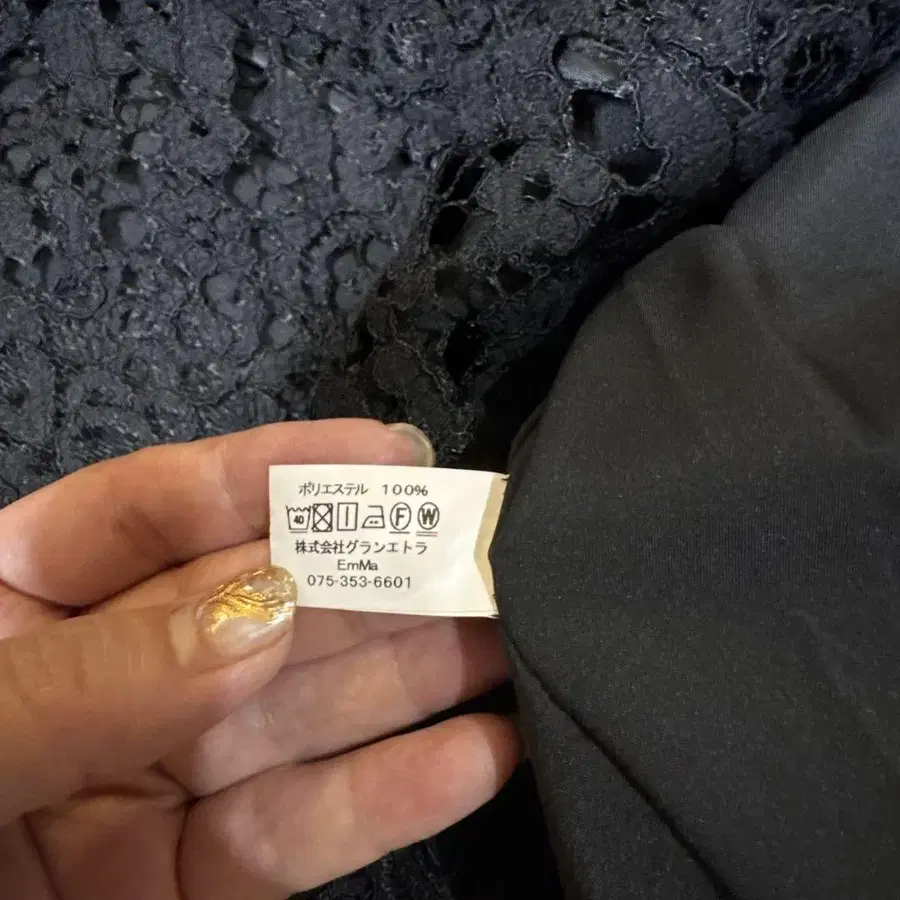 ポリエステル 100%
40 F W
株式会社グランエトラ
EmMa
075-353-6601